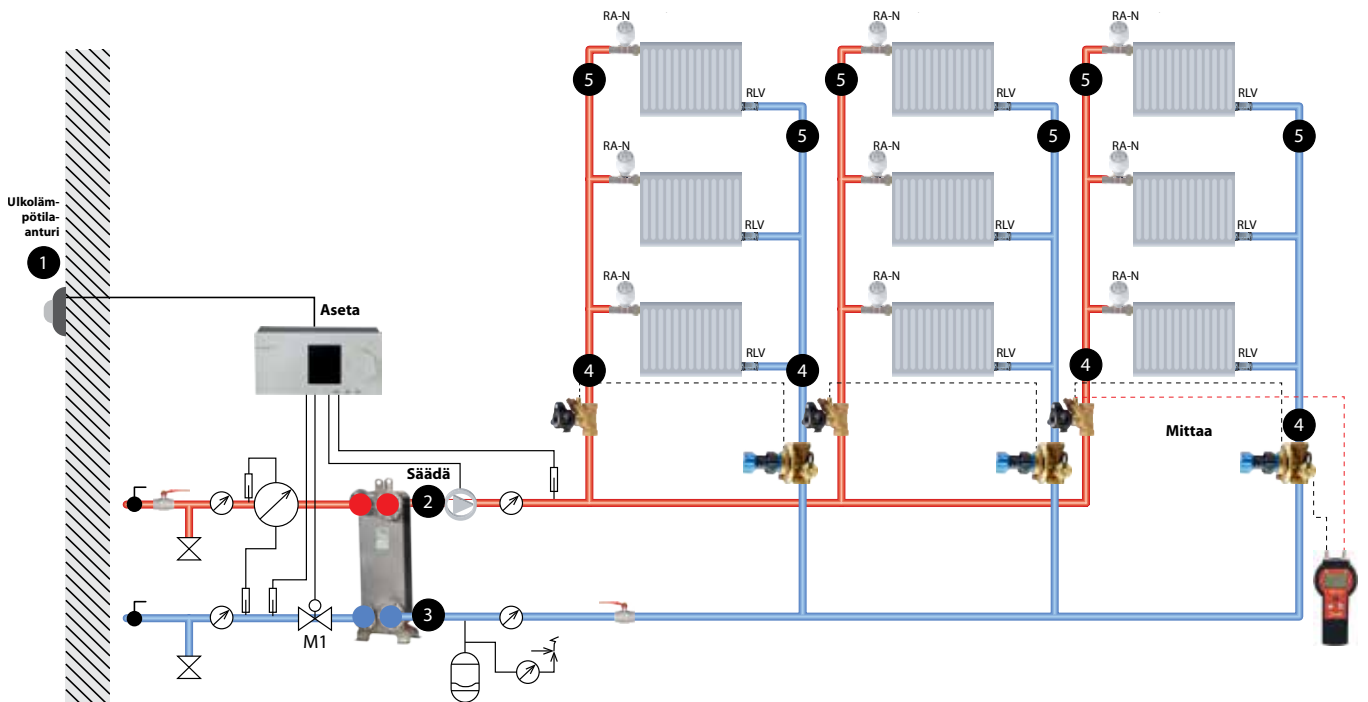 RA-N
RA-N
RA-N
5
5
5
RLV
RLV
RLV
5
5
5
RA-N
RA-N
RA-N
Ulkoläm-
pötila-
anturi
1
RLV
RLV
RLV
RA-N
RA-N
RA-N
Aseta
RLV
RLV
RLV
4
4
4
4
Mittaa
Säädä
2
3
M1